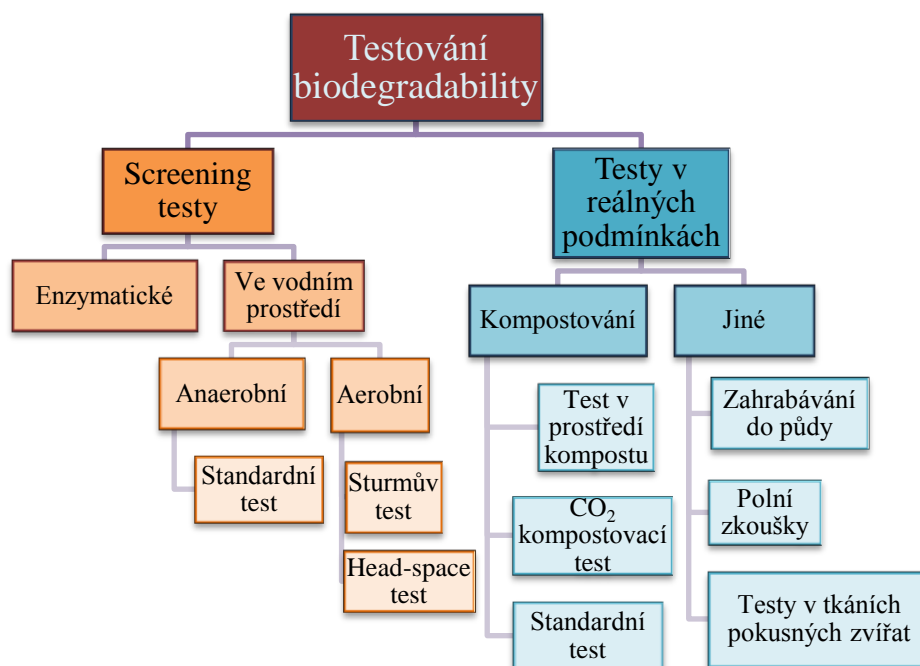 Testování
biodegradability
Screening
testy
Testy v
reálných
podmínkách
Enzymatické
Ve vodním
prostředí
Kompostování
Jiné
Anaerobní
Aerobní
Test v
prostředí
kompostu
Zahrabávání
do půdy
Standardní
test
Sturmův
test
CO₂
kompostovací
test
Polní
zkoušky
Head-space
test
Standardní
test
Testy v tkáních
pokusných zvířat